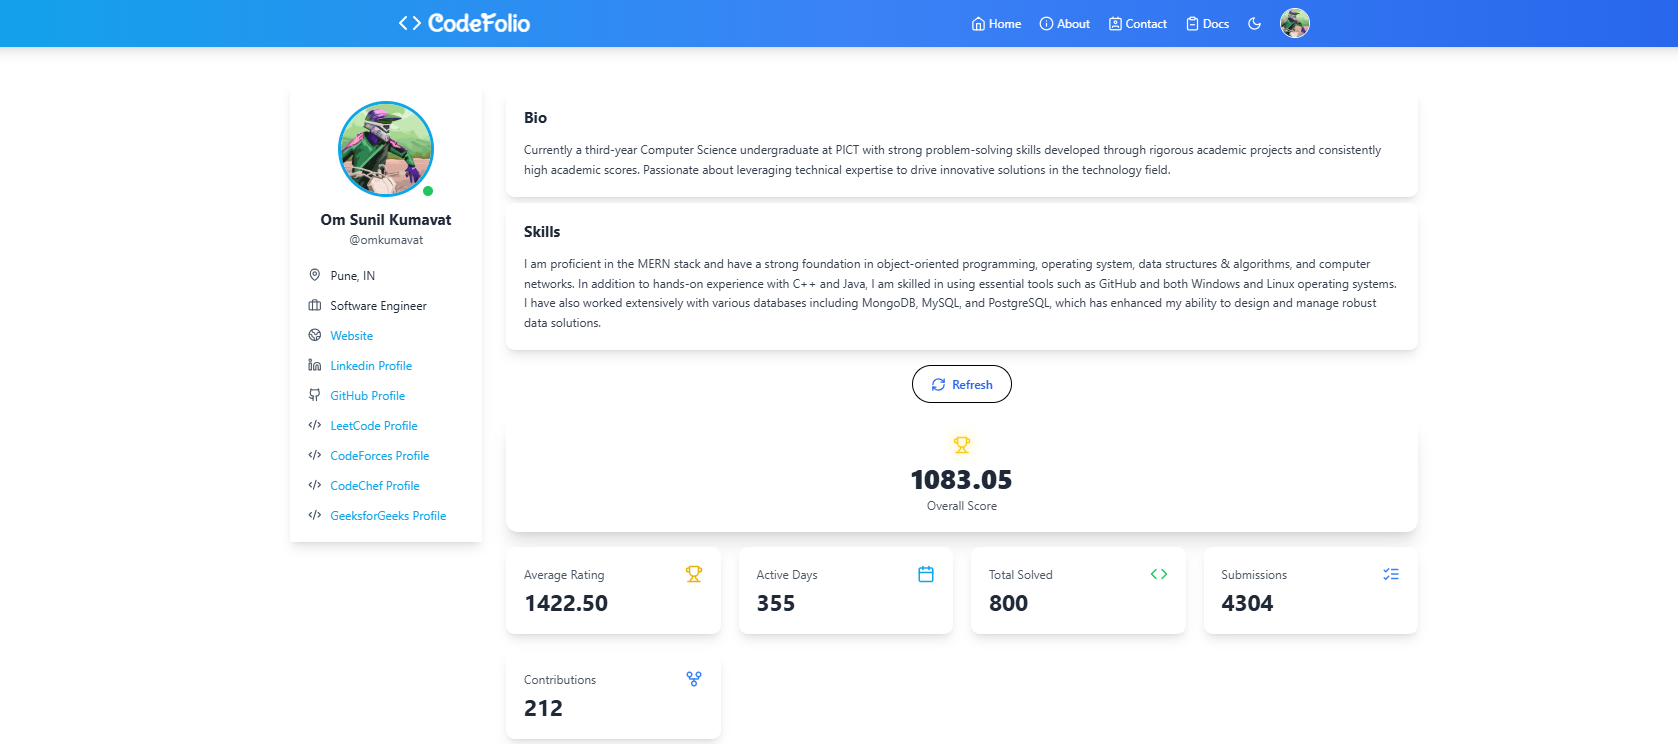 CodeFolio
Home About Contact Docs
Om Sunil Kumavat
@omkumavat
Pune, IN
Software Engineer
Website
Linkedin Profile
GitHub Profile
LeetCode Profile
CodeForces Profile
CodeChef Profile
GeeksforGeeks Profile
Bio
Currently a third-year Computer Science undergraduate at PICT with strong problem-solving skills developed through rigorous academic projects and consistently
high academic scores. Passionate about leveraging technical expertise to drive innovative solutions in the technology field.
Skills
I am proficient in the MERN stack and have a strong foundation in object-oriented programming, operating system, data structures & algorithms, and computer
networks. In addition to hands-on experience with C++ and Java, I am skilled in using essential tools such as GitHub and both Windows and Linux operating systems.
I have also worked extensively with various databases including MongoDB, MySQL, and PostgreSQL, which has enhanced my ability to design and manage robust
data solutions.
Refresh
1083.05
Overall Score
Average Rating
1422.50
Active Days
355
Total Solved
800
Submissions
4304
Contributions
212